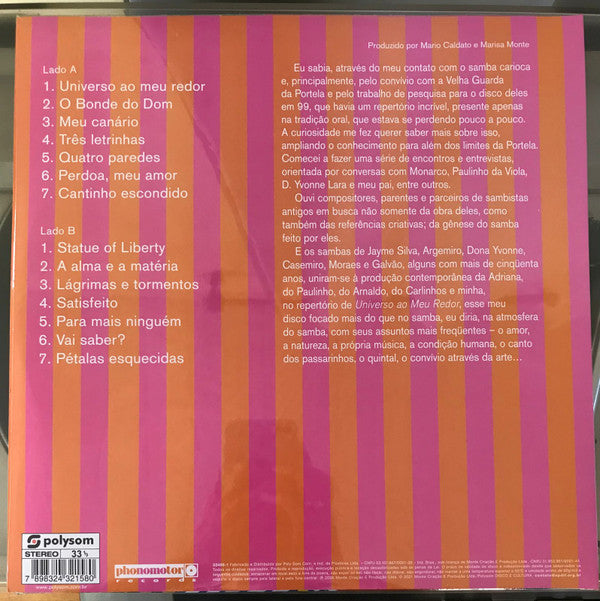 Produzido por Mario Caldato e Marisa Monte
Lado A
1. Universo ao meu redor
2. O Bonde do Dom
3. Meu canário
4. Três letrinhas
5. Quatro paredes
6. Perdoa, meu amor
7. Cantinho escondido
Lado B
1. Statue of Liberty
2. A alma e a matéria
3. Lágrimas e tormentos
4. Satisfeito
5. Para mais ninguém
6. Vai saber?
7. Pétalas esquecidas
Eu sabia, através do meu contato com o samba carioca
e, principalmente, pelo convívio com a Velha Guarda
da Portela e pelo trabalho de pesquisa para o disco deles
em 99, que havia um repertório incrível, presente apenas
na tradição oral, que estava se perdendo pouco a pouco.
A curiosidade me fez querer saber mais sobre isso,
ampliando o conhecimento para além dos limites da Portela.
Comecei a fazer uma série de encontros e entrevistas,
orientada por conversas com Monarco, Paulinho da Viola,
D. Yvonne Lara e meu pai, entre outros.
Ouvi compositores, parentes e parceiros de sambistas
antigos em busca não somente da obra deles, como
também das referências criativas; da gênese do samba
feito por eles.
E os sambas de Jayme Silva, Argemiro, Dona Yvonne,
Casemiro, Moraes e Galvão, alguns com mais de cinqüenta
anos, uniram-se à produção contemporânea da Adriana,
do Paulinho, do Arnaldo, do Carlinhos e minha,
no repertório de Universo ao Meu Redor, esse meu
disco focado mais do que no samba, eu diria, na atmosfera
do samba, com seus assuntos mais freqüentes – o amor,
a natureza, a própria música, a condição humana, o canto
dos passarinhos, o quintal, o convívio através da arte...
polysom
STEREO 33 ⅓
www.polysom.com.br
7 898324 321580
phonomotor
records